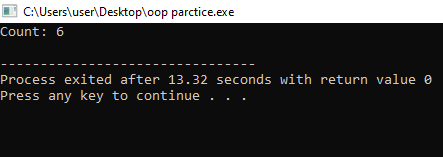 C:\Users\user\Desktop\oop parctice.exe
Count: 6
--------------------------------
Process exited after 13.32 seconds with return value 0
Press any key to continue . . .